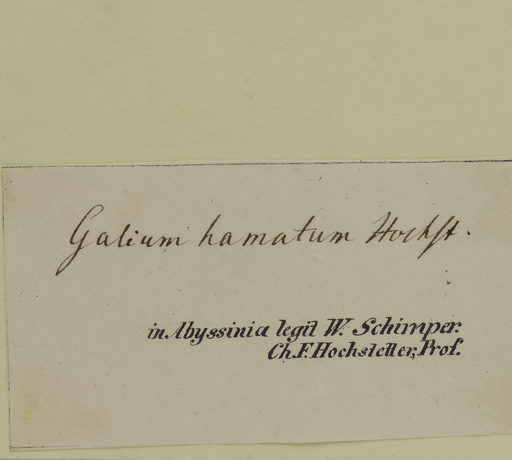 Galium hamatum Hochst.
in Abyssinia legit W. Schimper.
Ch. F. Hochstetter, Prof.